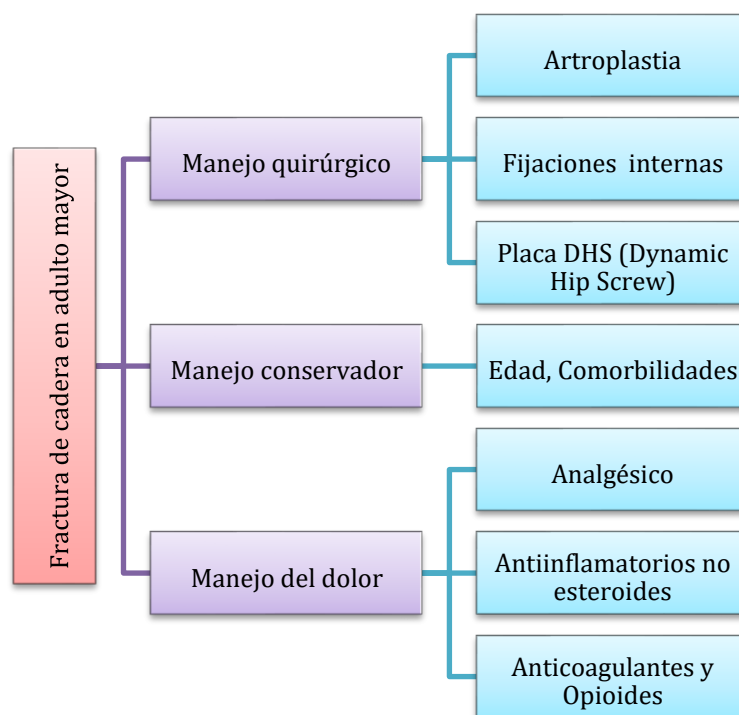 Fractura de cadera en adulto mayor
Manejo quirúrgico
Artroplastia
Fijaciones internas
Placa DHS (Dynamic
Hip Screw)
Manejo conservador
Edad, Comorbilidades
Manejo del dolor
Analgésico
Antiinflamatorios no
esteroides
Anticoagulantes y
Opioides